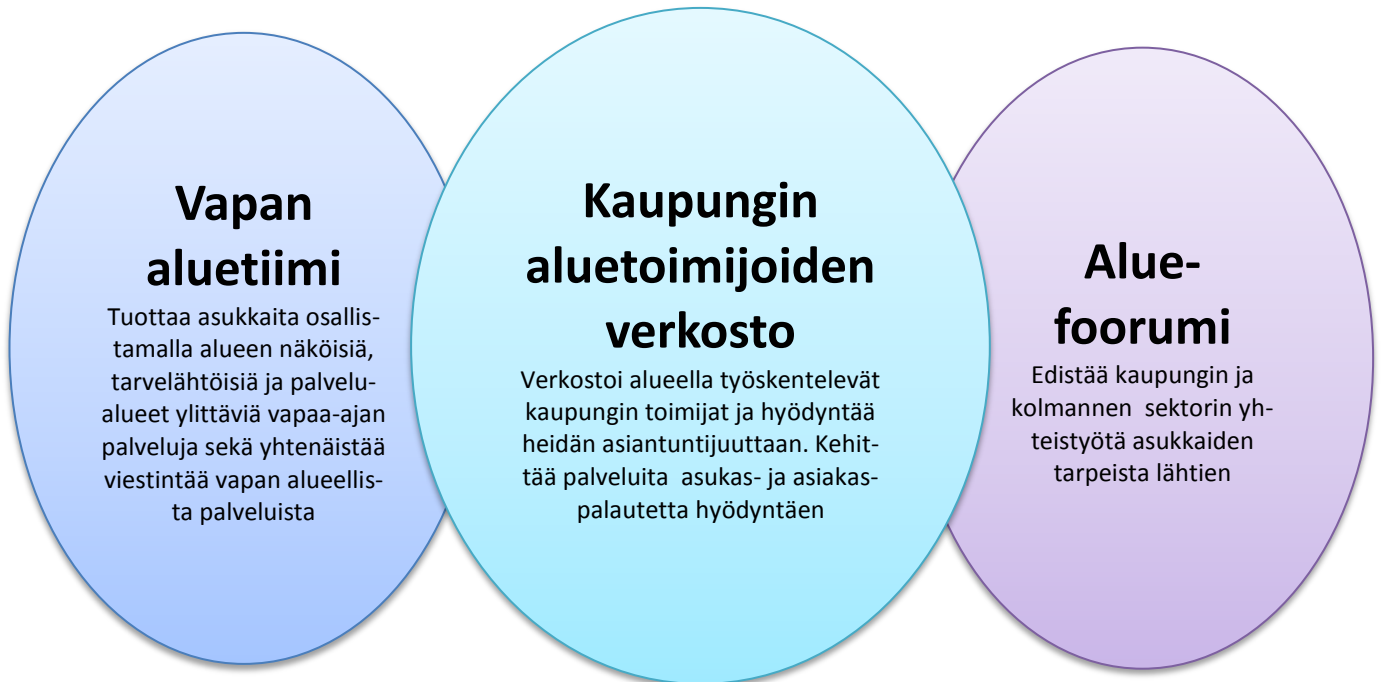 Vapan
aluetiimi
Tuottaa asukkaita osallis-
tamalla alueen näköisiä,
tarvelähtöisiä ja palvelu-
alueet ylittäviä vapaa-ajan
palveluja sekä yhtenäistää
viestintää vapan alueellis-
ta palveluista
Kaupungin
aluetoimijoiden
verkosto
Verkostoi alueella työskentelevät
kaupungin toimijat ja hyödyntää
heidän asiantuntijuuttaan. Kehit-
tää palveluita  asukas- ja asiakas-
palautetta hyödyntäen
Alue-
foorumi
Edistää kaupungin ja
kolmannen  sektorin yh-
teistyötä asukkaiden
tarpeista lähtien